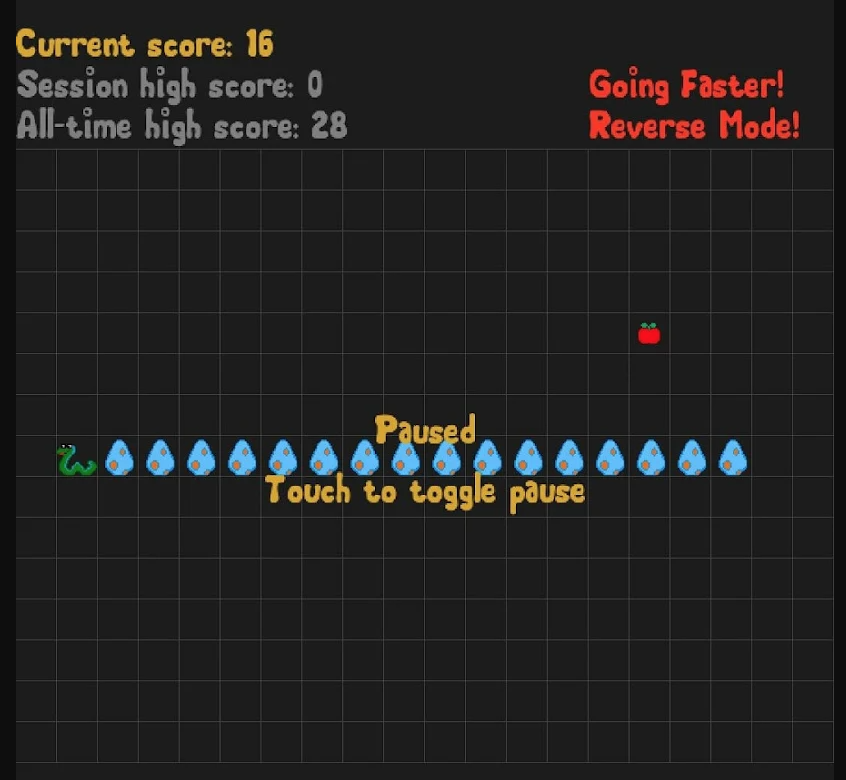 Current score: 16
Session high score: 0
Going Faster!
All-time high score: 28
Reverse Mode!
Paused
Touch to toggle pause